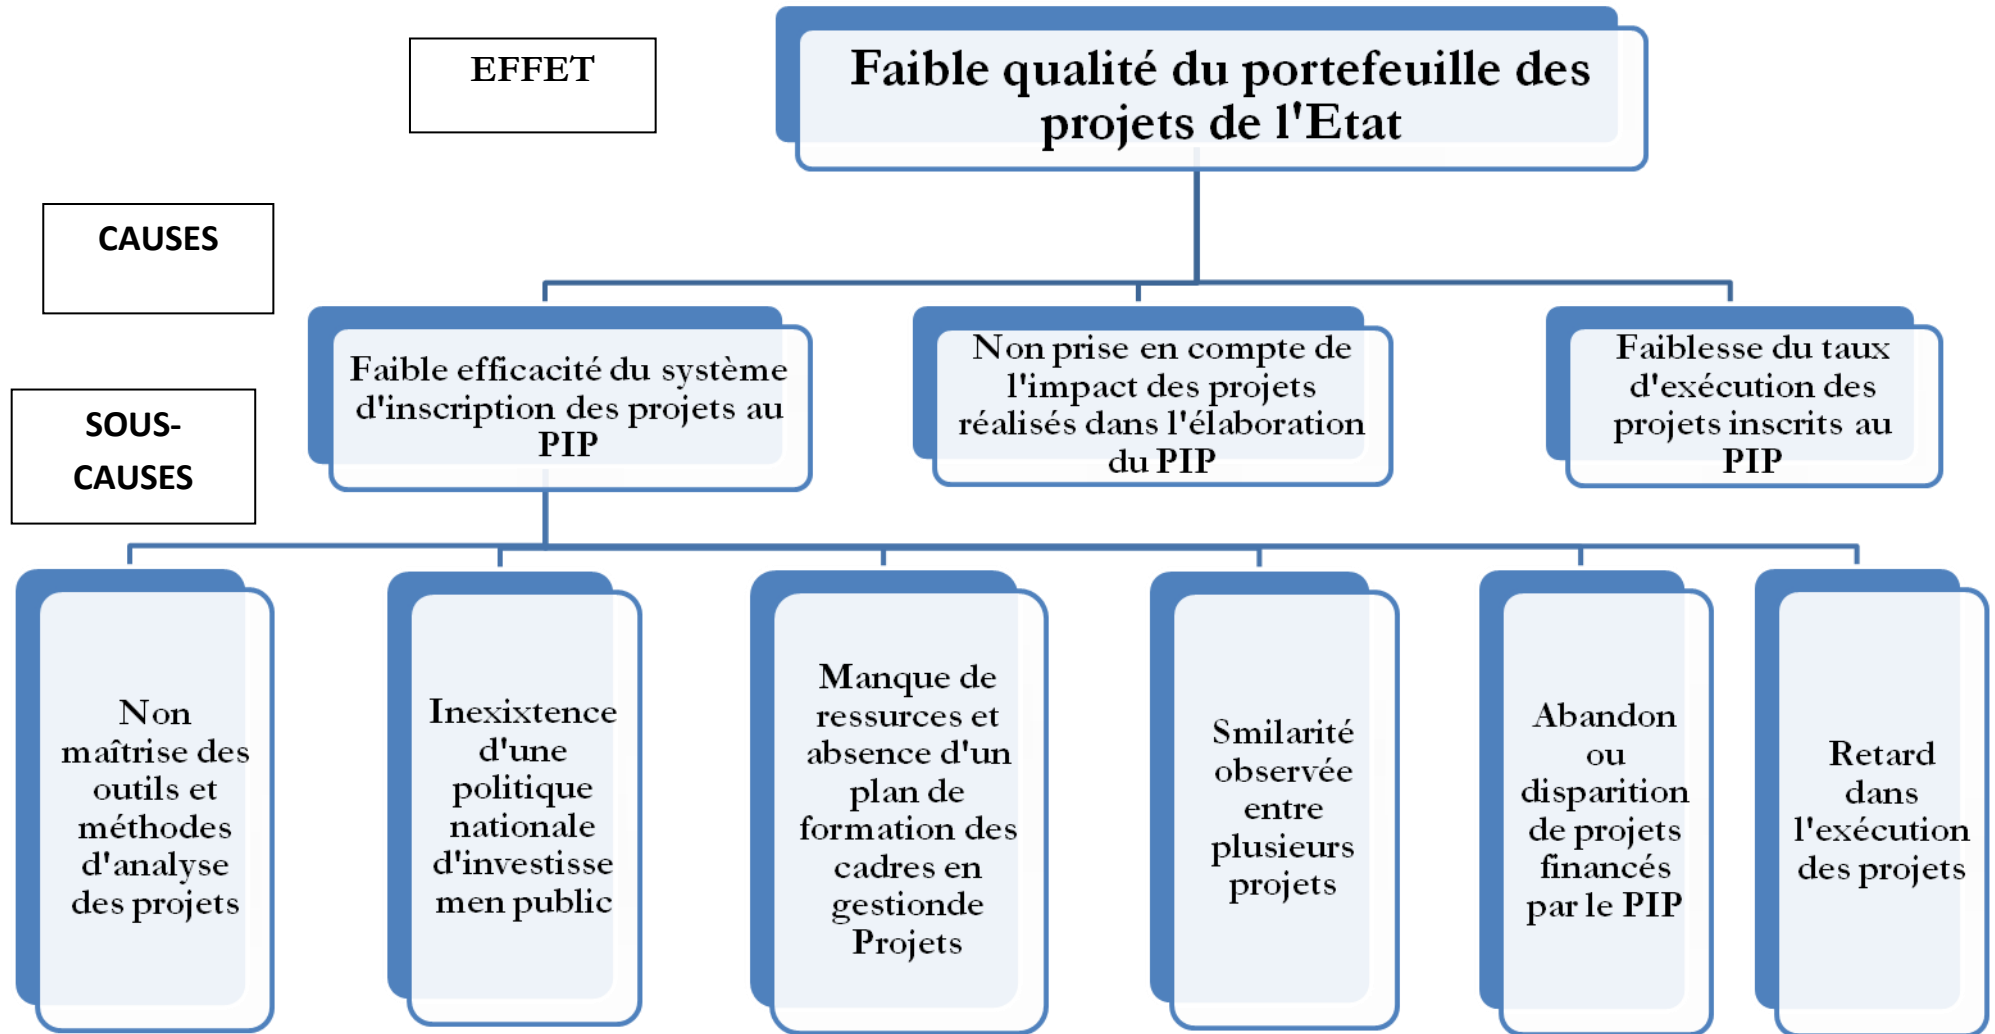 EFFET
Faible qualité du portefeuille des
projets de l'Etat
CAUSES
Faible efficacité du système
d'inscription des projets au
PIP
Non prise en compte de
l'impact des projets
réalisés dans l'élaboration
du PIP
Faiblesse du taux
d'exécution des
projets inscrits au
PIP
SOUS-
CAUSES
Non
maîtrise des
outils et
méthodes
d'analyse
des projets
Inexixtence
d'une
politique
nationale
d'investisse
men public
Manque de
ressurces et
absence d'un
plan de
formation des
cadres en
gestionde
Projets
Smilarité
observée
entre
plusieurs
projets
Abandon
ou
disparition
de projets
financés
par le PIP
Retard
dans
l'exécution
des projets